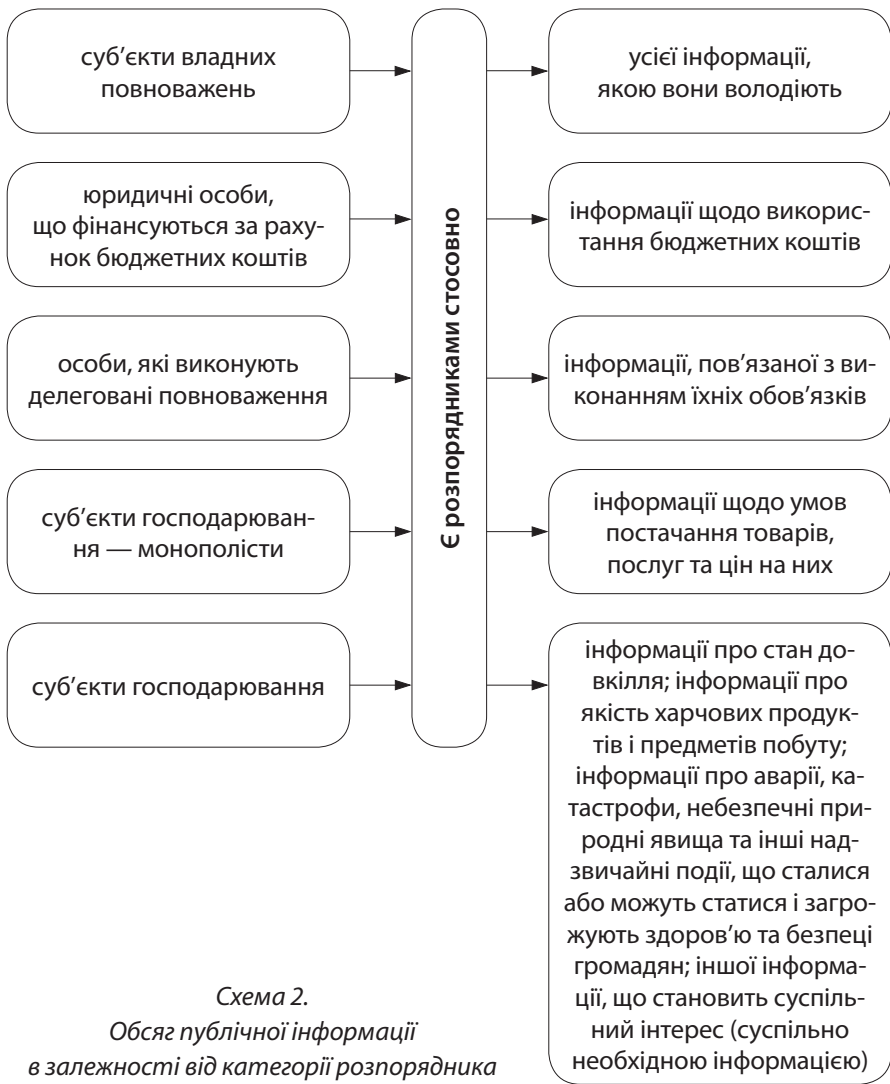 суб’єкти владних
повноважень
усієї інформації,
якою вони володіють
юридичні особи,
що фінансуються за раху-
нок бюджетних коштів
інформації щодо викорис-
тання бюджетних коштів
Є розпорядниками стосовно
особи, які виконують
делеговані повноваження
інформації, пов’язаної з ви-
конанням їхніх обов’язків
суб’єкти господарюван-
ня — монополісти
інформації щодо умов
постачання товарів,
послуг та цін на них
суб’єкти господарювання
інформації про стан до-
вкілля; інформації про
якість харчових продук-
тів і предметів побуту;
інформації про аварії, ка-
тастрофи, небезпечні при-
родні явища та інші над-
звичайні події, що сталися
або можуть статися і загро-
жують здоров’ю та безпеці
громадян; іншої інформа-
ції, що становить суспіль-
ний інтерес (суспільно
необхідною інформацією)
Схема 2.
Обсяг публічної інформації
в залежності від категорії розпорядника